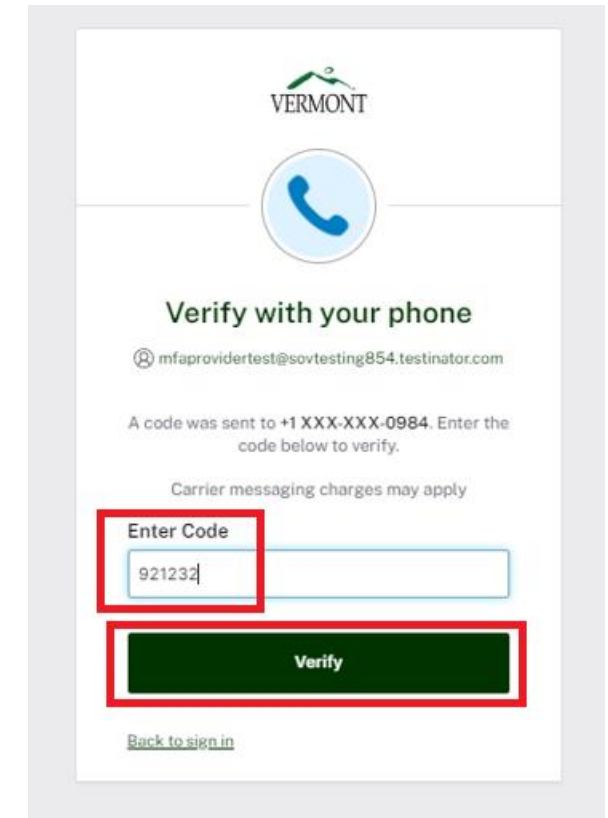 VERMONT
Verify with your phone
mfaprovidertest@sovtesting854.testinator.com
A code was sent to +1 XXX-XXX-0984. Enter the
code below to verify.
Carrier messaging charges may apply
Enter Code
921232
Verify
Back to sign in